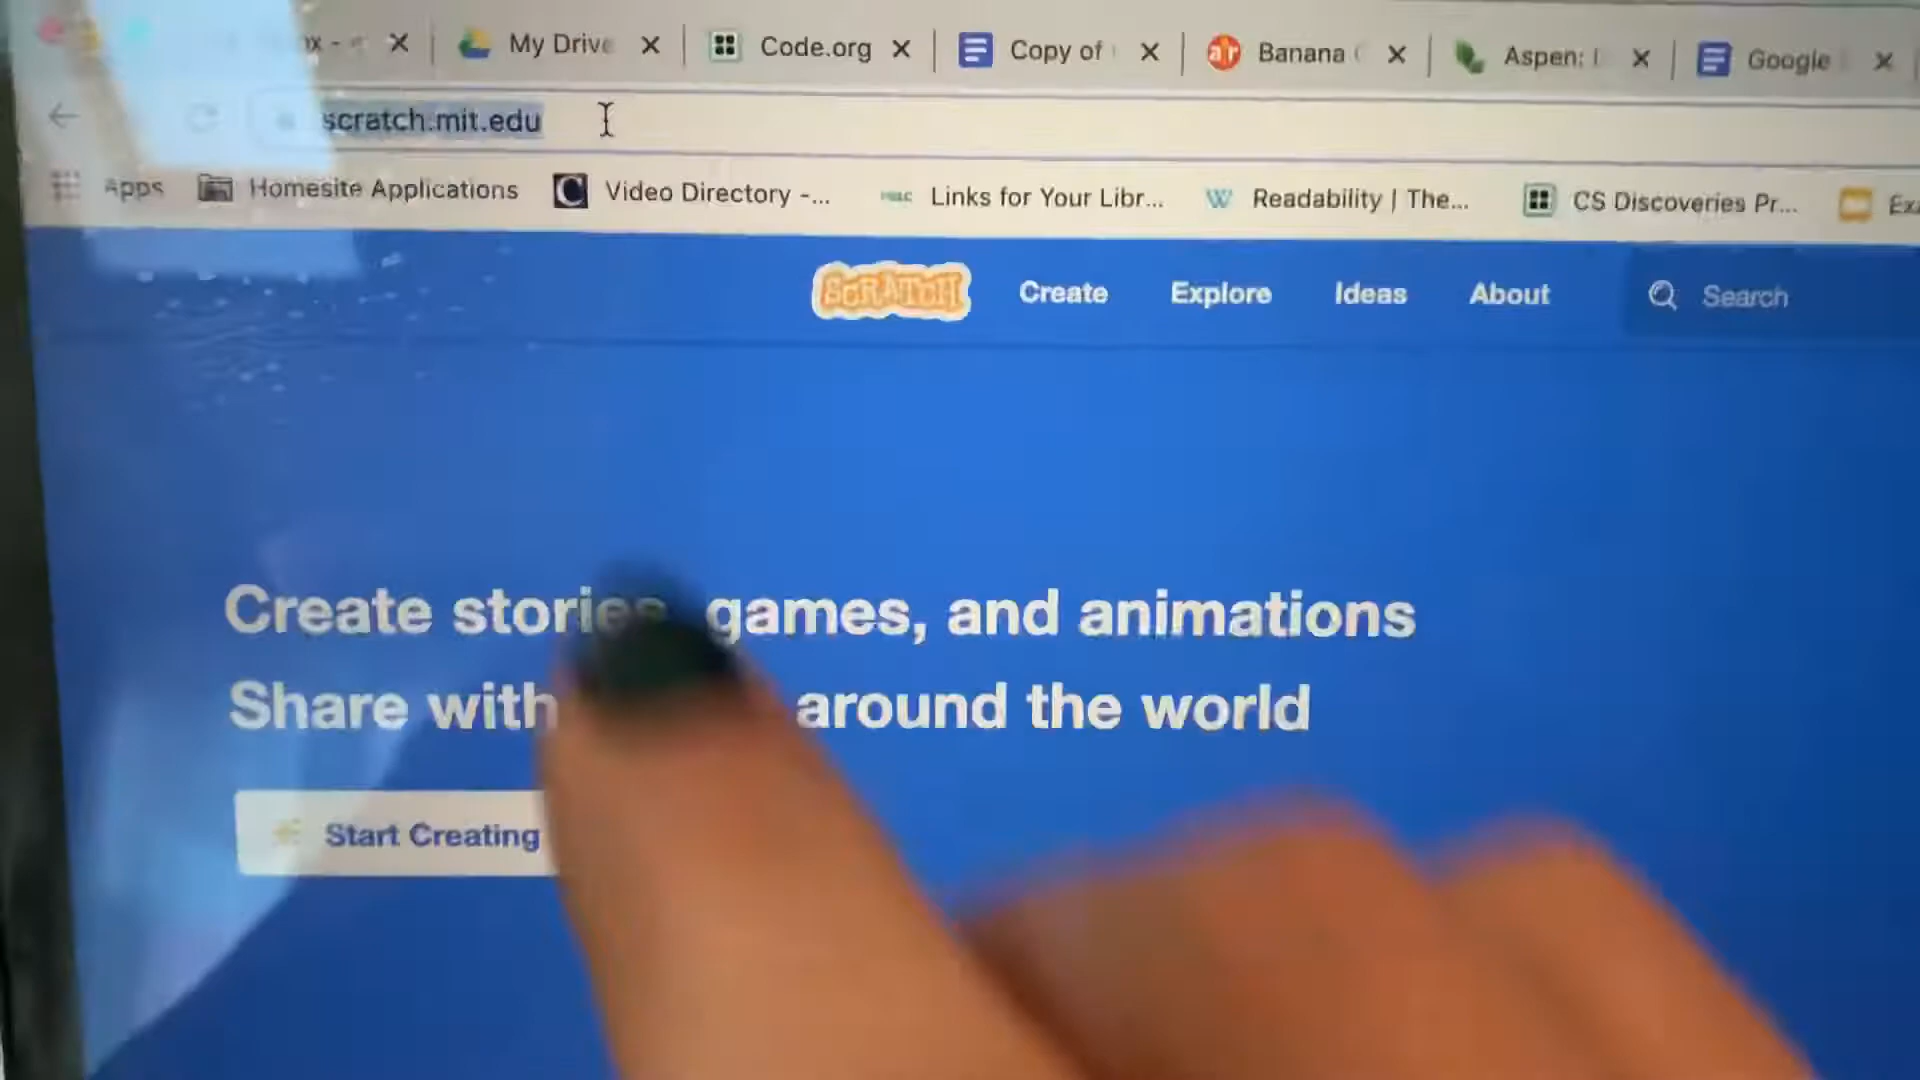 My Drive Code.org Copy of Banana Aspen: Google
scratch.mit.edu
Apps Homesite Applications Video Directory -... Links for Your Libr... Readability | The... CS Discoveries Pr...
SCRATCH Create Explore Ideas About Search
Create stories, games, and animations
Share with around the world
Start Creating